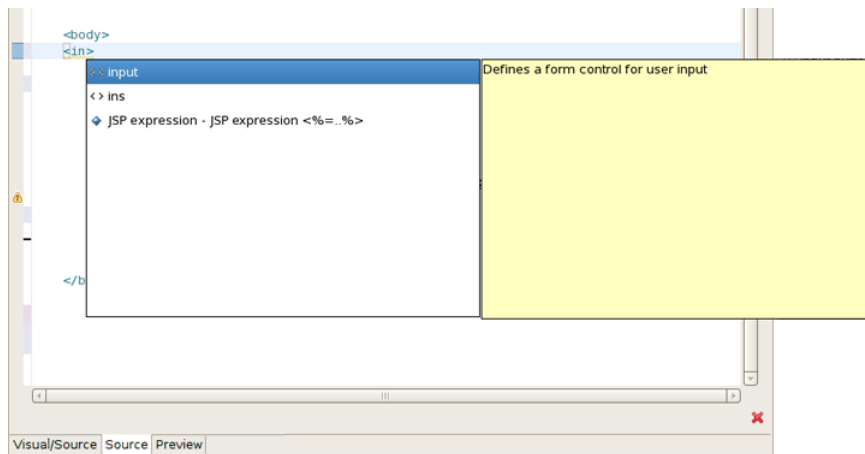 <body>
<in>
<> input
Defines a form control for user input
<> ins
JSP expression - JSP expression <%=..%>
</b
Visual/Source Source Preview